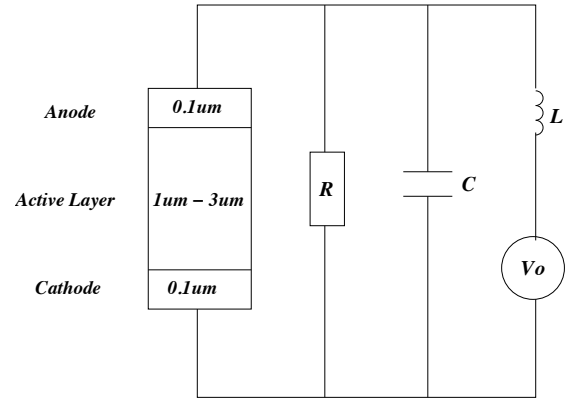 Anode
0.1um
Active Layer
1um – 3um
Cathode
0.1um
R
C
L
Vo